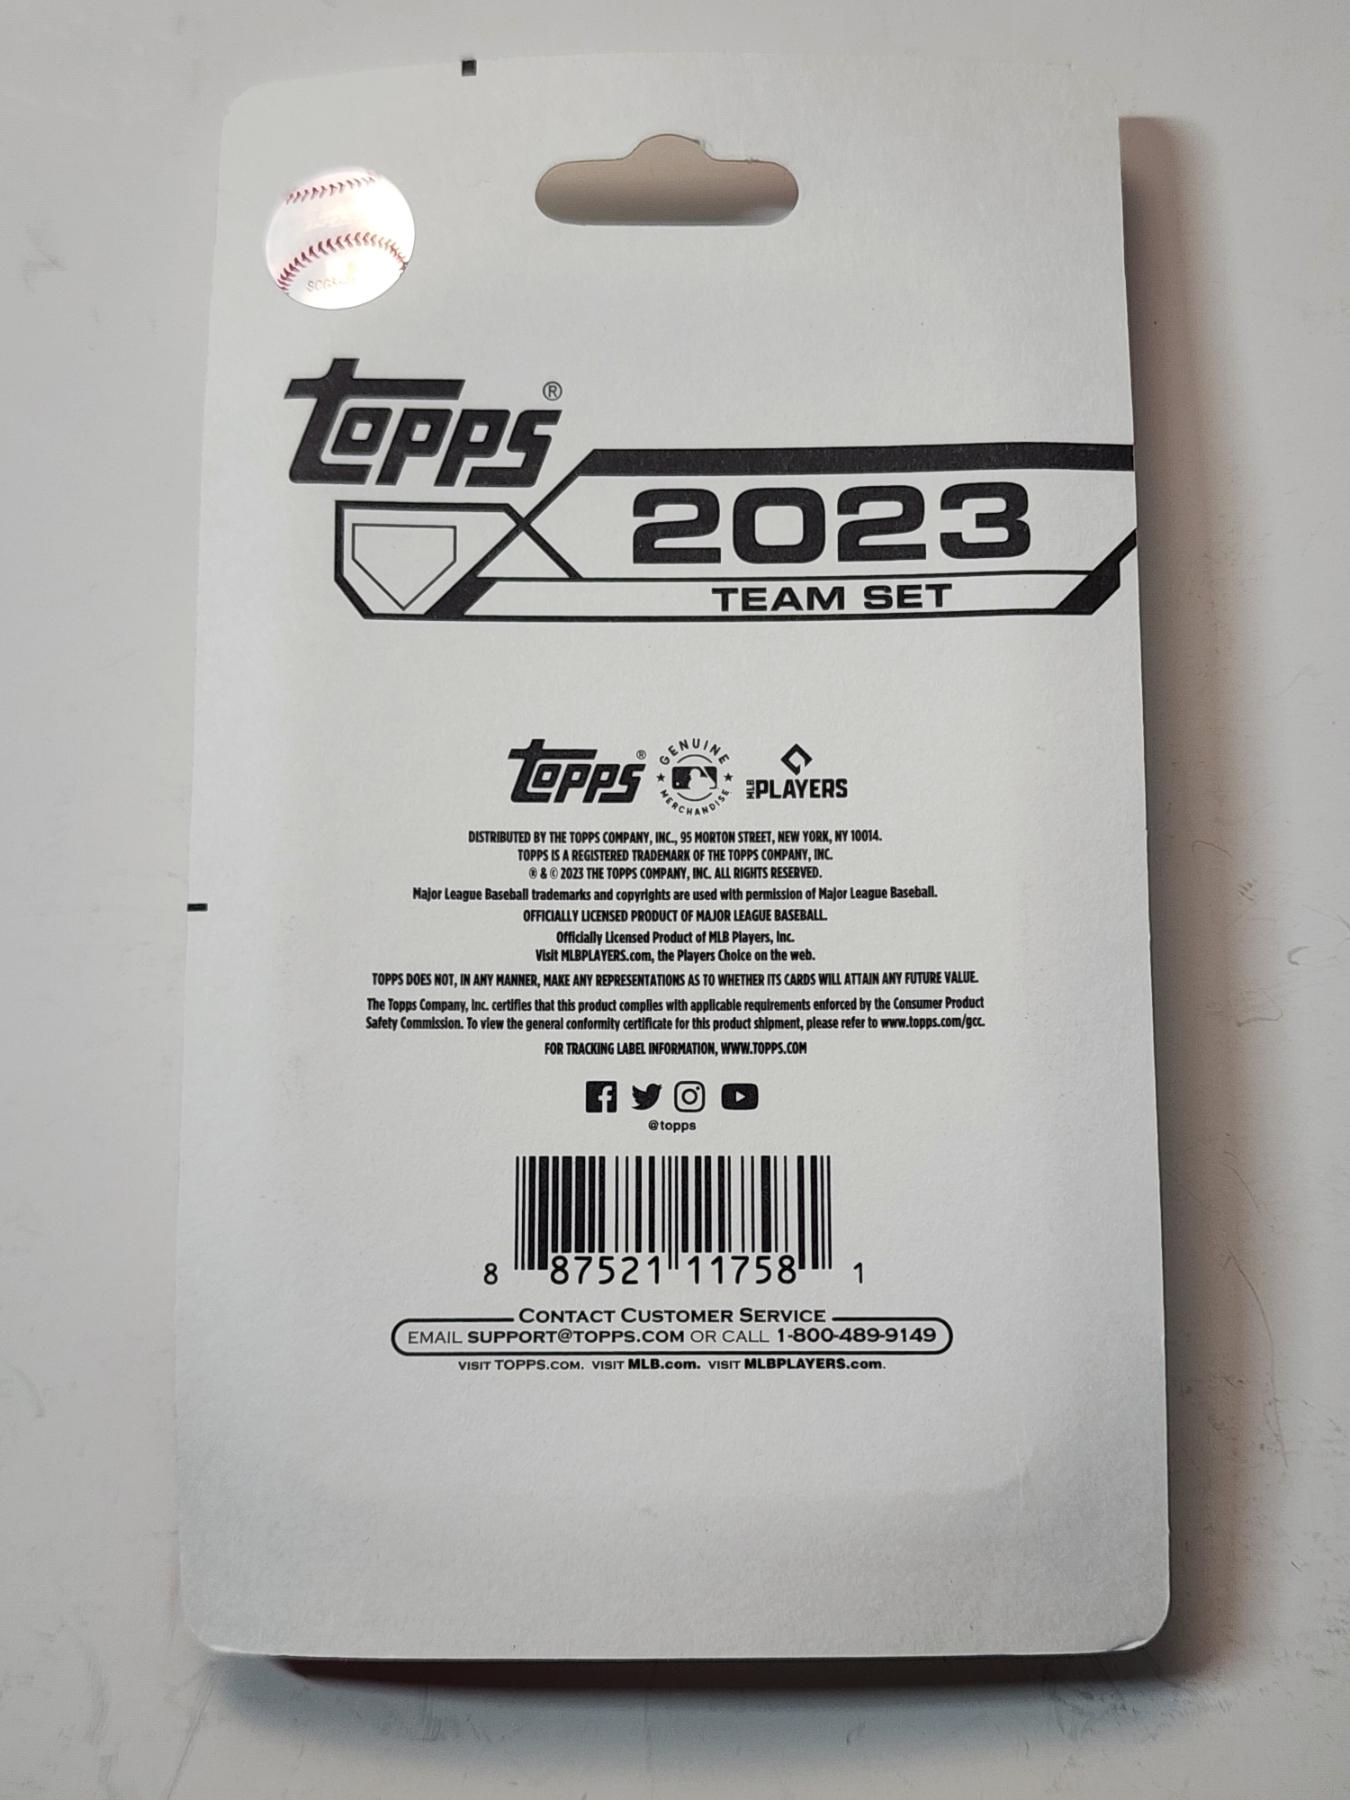 TOPPS®
2023
TEAM SET
TOPPS®
GENUINE
MERCHANDISE
MLB PLAYERS
DISTRIBUTED BY THE TOPPS COMPANY, INC., 95 MORTON STREET, NEW YORK, NY 10014.
TOPPS IS A REGISTERED TRADEMARK OF THE TOPPS COMPANY, INC.
® & © 2023 THE TOPPS COMPANY, INC. ALL RIGHTS RESERVED.
Major League Baseball trademarks and copyrights are used with permission of Major League Baseball.
OFFICIALLY LICENSED PRODUCT OF MAJOR LEAGUE BASEBALL.
Officially Licensed Product of MLB Players, Inc.
Visit MLBPLAYERS.com, the Players Choice on the web.
TOPPS DOES NOT, IN ANY MANNER, MAKE ANY REPRESENTATIONS AS TO WHETHER ITS CARDS WILL ATTAIN ANY FUTURE VALUE.
The Topps Company, Inc. certifies that this product complies with applicable requirements enforced by the Consumer Product
Safety Commission. To view the general conformity certificate for this product shipment, please refer to www.topps.com/gcc.
FOR TRACKING LABEL INFORMATION, WWW.TOPPS.COM
@topps
8 87521 11758 1
CONTACT CUSTOMER SERVICE
EMAIL SUPPORT@TOPPS.COM OR CALL 1-800-489-9149
VISIT TOPPS.COM. VISIT MLB.com. VISIT MLBPLAYERS.com.